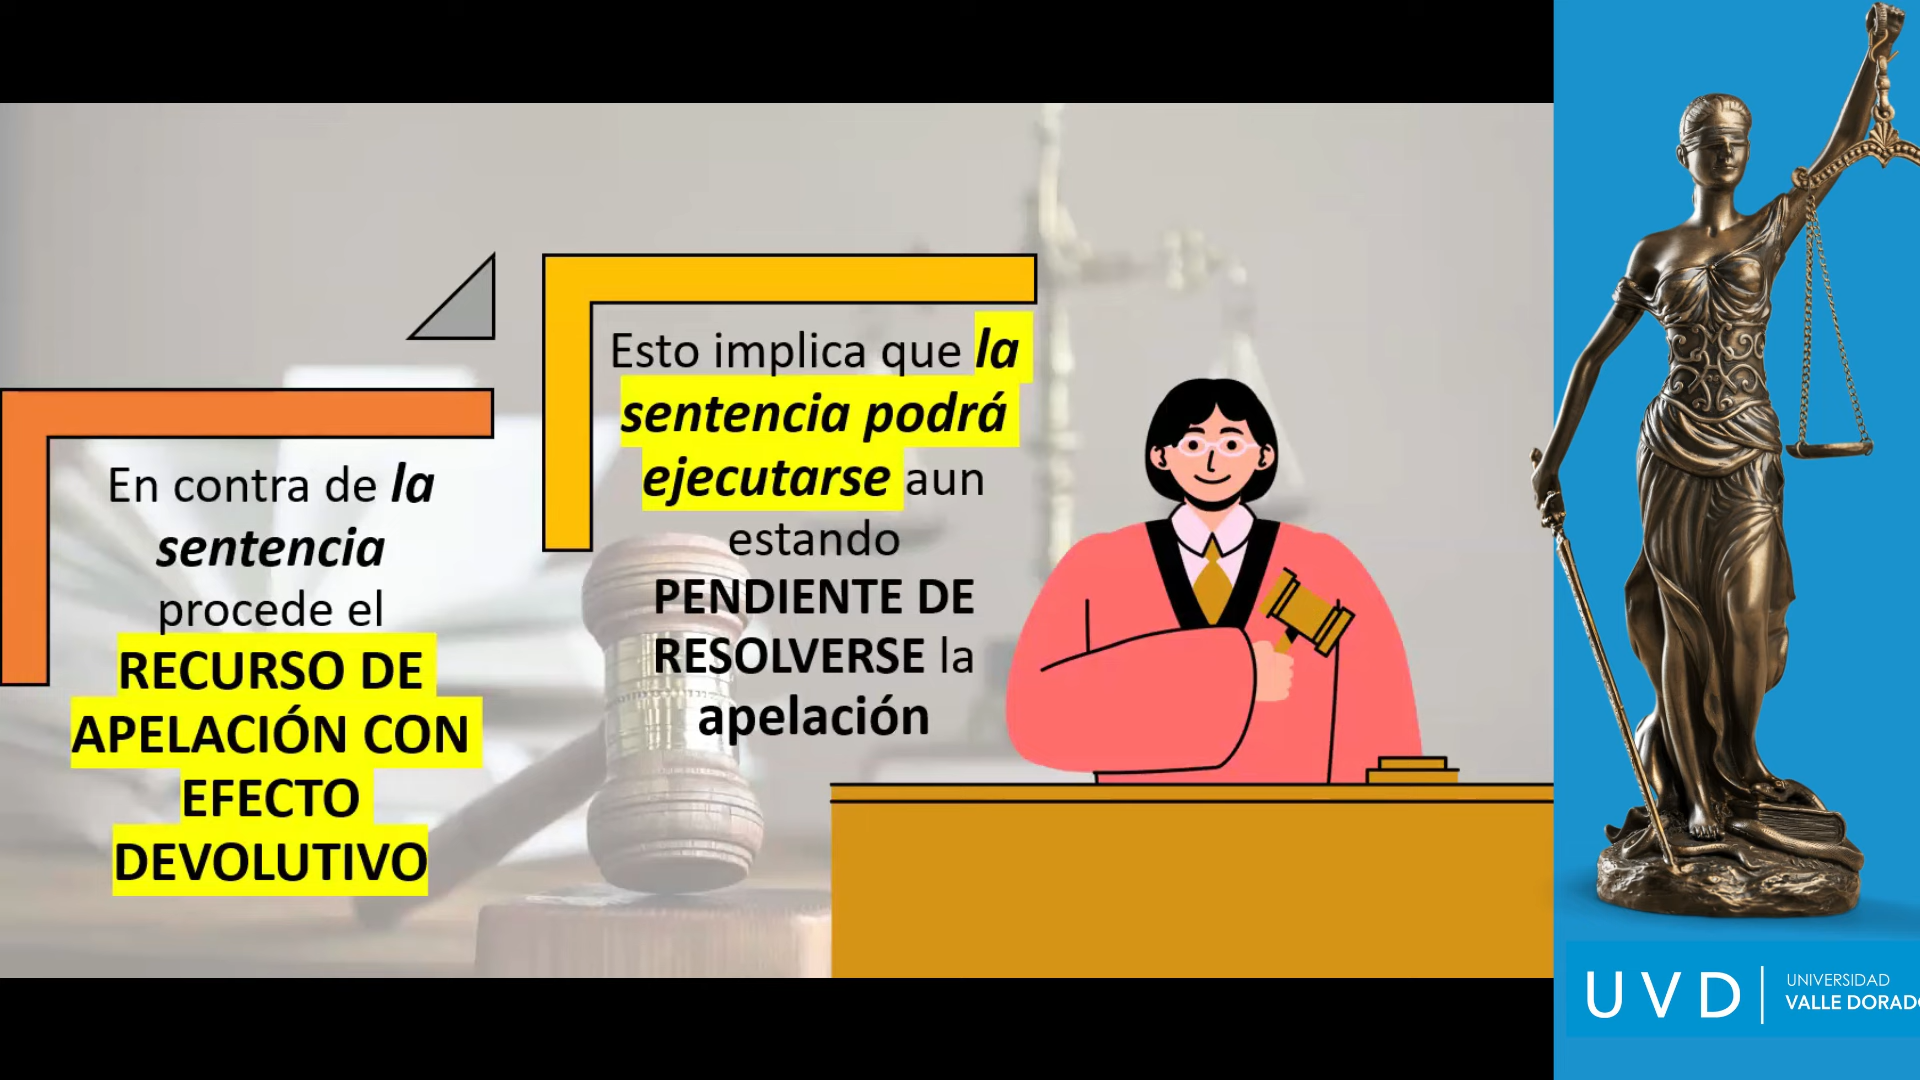 En contra de la
sentencia
procede el
RECURSO DE
APELACIÓN CON
EFECTO
DEVOLUTIVO
Esto implica que la
sentencia podrá
ejecutarse aun
estando
PENDIENTE DE
RESOLVERSE la
apelación
UVD
UNIVERSIDAD
VALLE DORADO